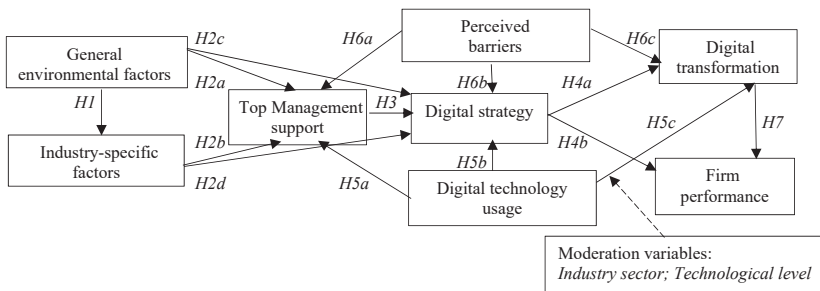 General
environmental factors
H1
Industry-specific
factors
H2c
H2a
H2b
H2d
Top Management
support
H3
H6a
Perceived
barriers
H6b
H6c
Digital strategy
H4a
H4b
H5a
H5b
H5c
Digital technology
usage
Digital
transformation
H7
Firm
performance
Moderation variables:
Industry sector; Technological level